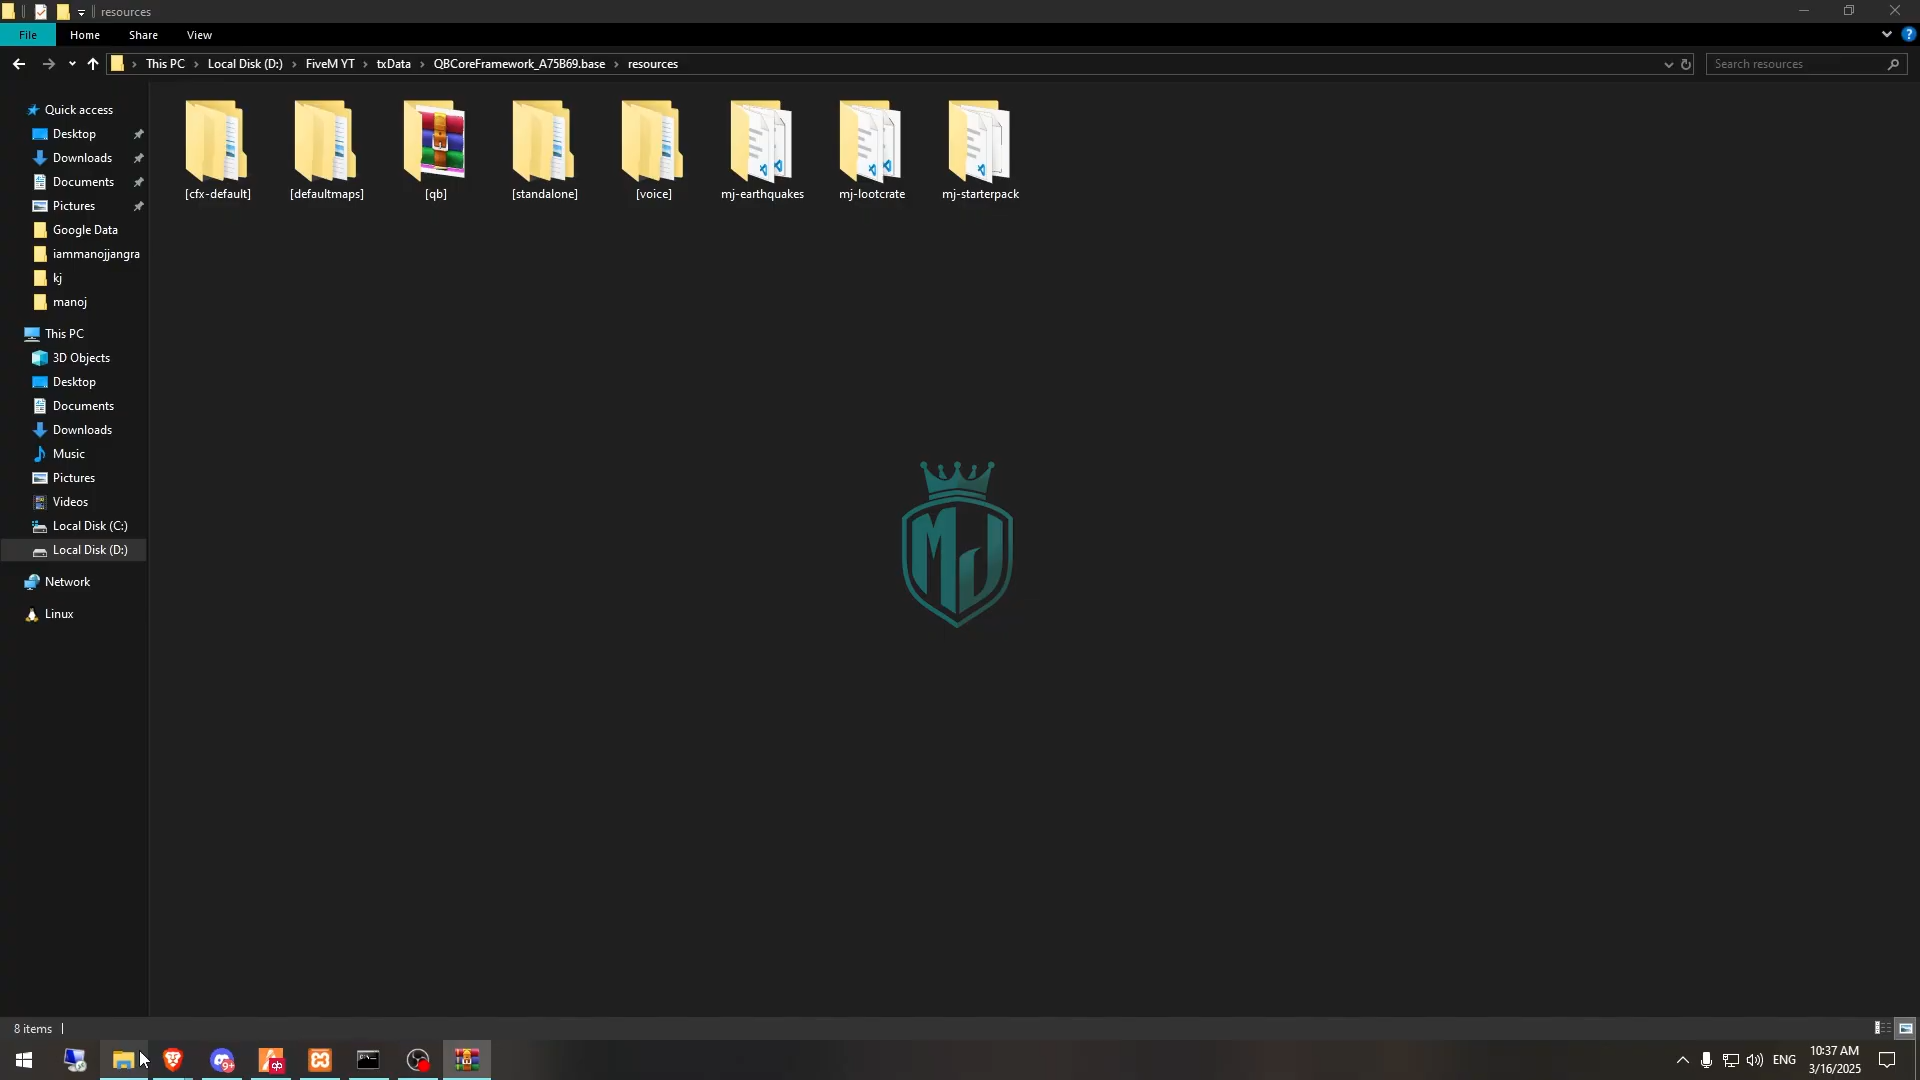 resources
File
Home
Share
View
This PC
Local Disk (D:)
FiveM YT
txData
QBCoreFramework_A75B69.base
resources
Search resources
Quick access
Desktop
Downloads
Documents
Pictures
Google Data
iammanojjangra
kj
manoj
This PC
3D Objects
Desktop
Documents
Downloads
Music
Pictures
Videos
Local Disk (C:)
Local Disk (D:)
Network
Linux
[cfx-default]
[defaultmaps]
[qb]
[standalone]
[voice]
mj-earthquakes
mj-lootcrate
mj-starterpack
MJ
8 items
9+
qb
ENG
10:37 AM
3/16/2025